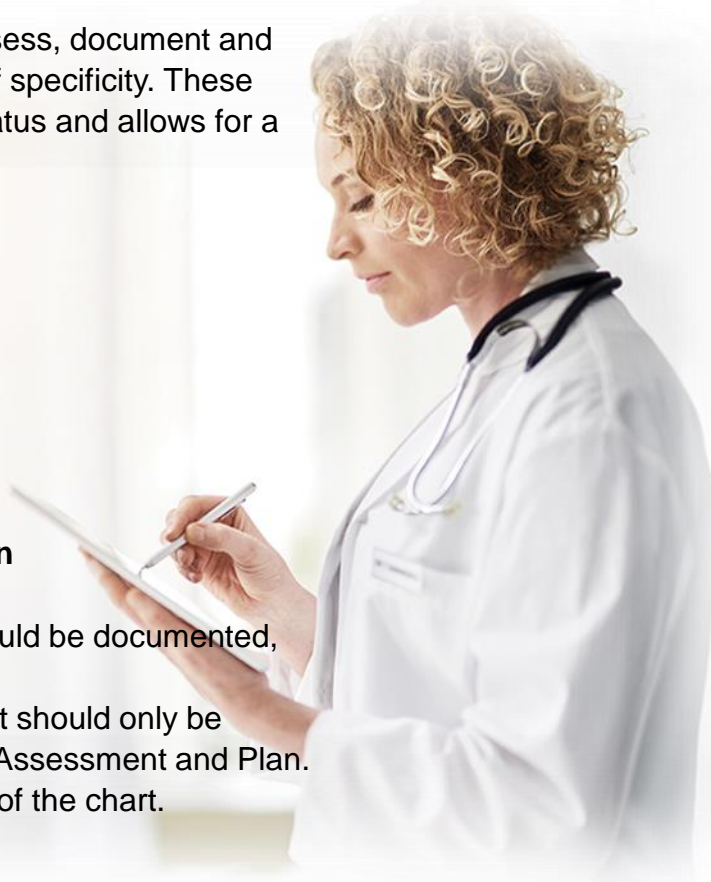 sess, document and
f specificity. These
atus and allows for a
n
uld be documented,
t should only be
Assessment and Plan.
of the chart.